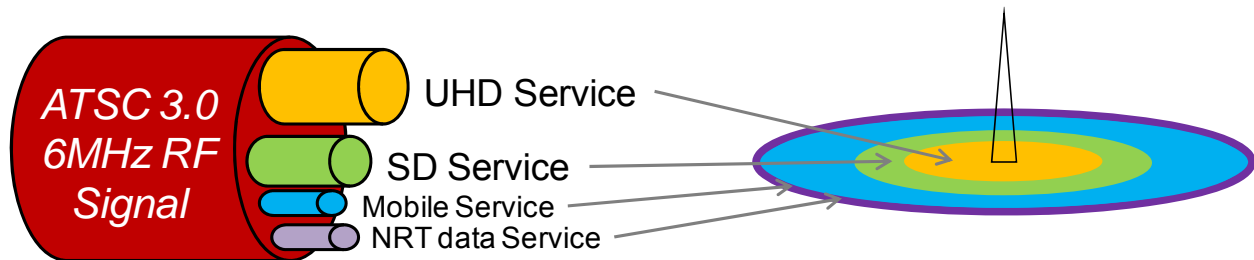 ATSC 3.0
6MHz RF
Signal
UHD Service
SD Service
Mobile Service
NRT data Service